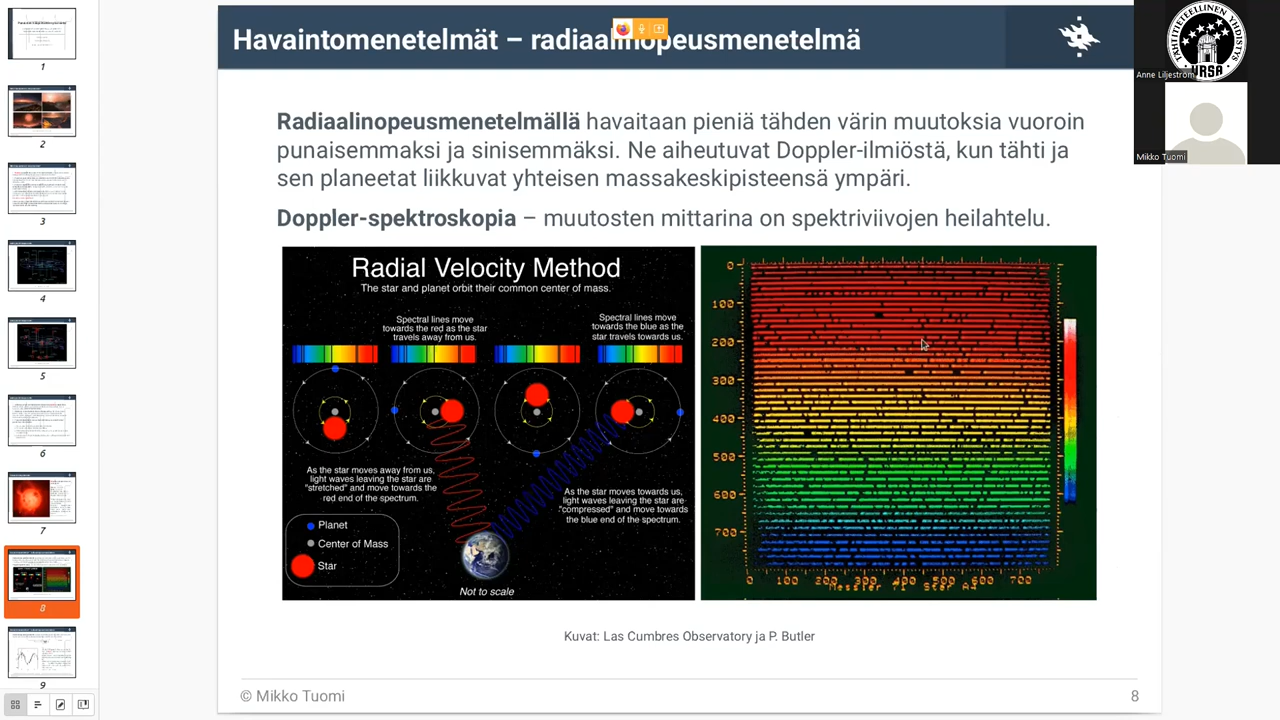 Havaintomenetelmät – radiaalinopeusmenetelmä
TÄHTITIETEELLINEN YHDISTYS
URSA
Anne Liljeström
Mikko Tuomi
Radiaalinopeusmenetelmällä havaitaan pieniä tähden värin muutoksia vuoroin
punaisemmaksi ja sinisemmäksi. Ne aiheutuvat Doppler-ilmiöstä, kun tähti ja
sen planeetat liikkuvat yhteisen massakeskipisteensä ympäri.
Doppler-spektroskopia – muutosten mittarina on spektriviivojen heilahtelu.
Radial Velocity Method
The star and planet orbit their common center of mass.
Spectral lines move
towards the red as the star
travels away from us.
Spectral lines move
towards the blue as the
star travels towards us.
As the star moves away from us,
light waves leaving the star are
"stretched" and move towards the
red end of the spectrum.
As the star moves towards us,
light waves leaving the star are
"compressed" and move towards
the blue end of the spectrum.
Planet
Center of Mass
Star
Not to scale
0
100
200
300
400
500
600
700
0 100 200 300 400 500 600 700
Messier 71 Star A4
Kuvat: Las Cumbres Observatory ja P. Butler
© Mikko Tuomi
8
1
2
3
4
5
6
7
8
9